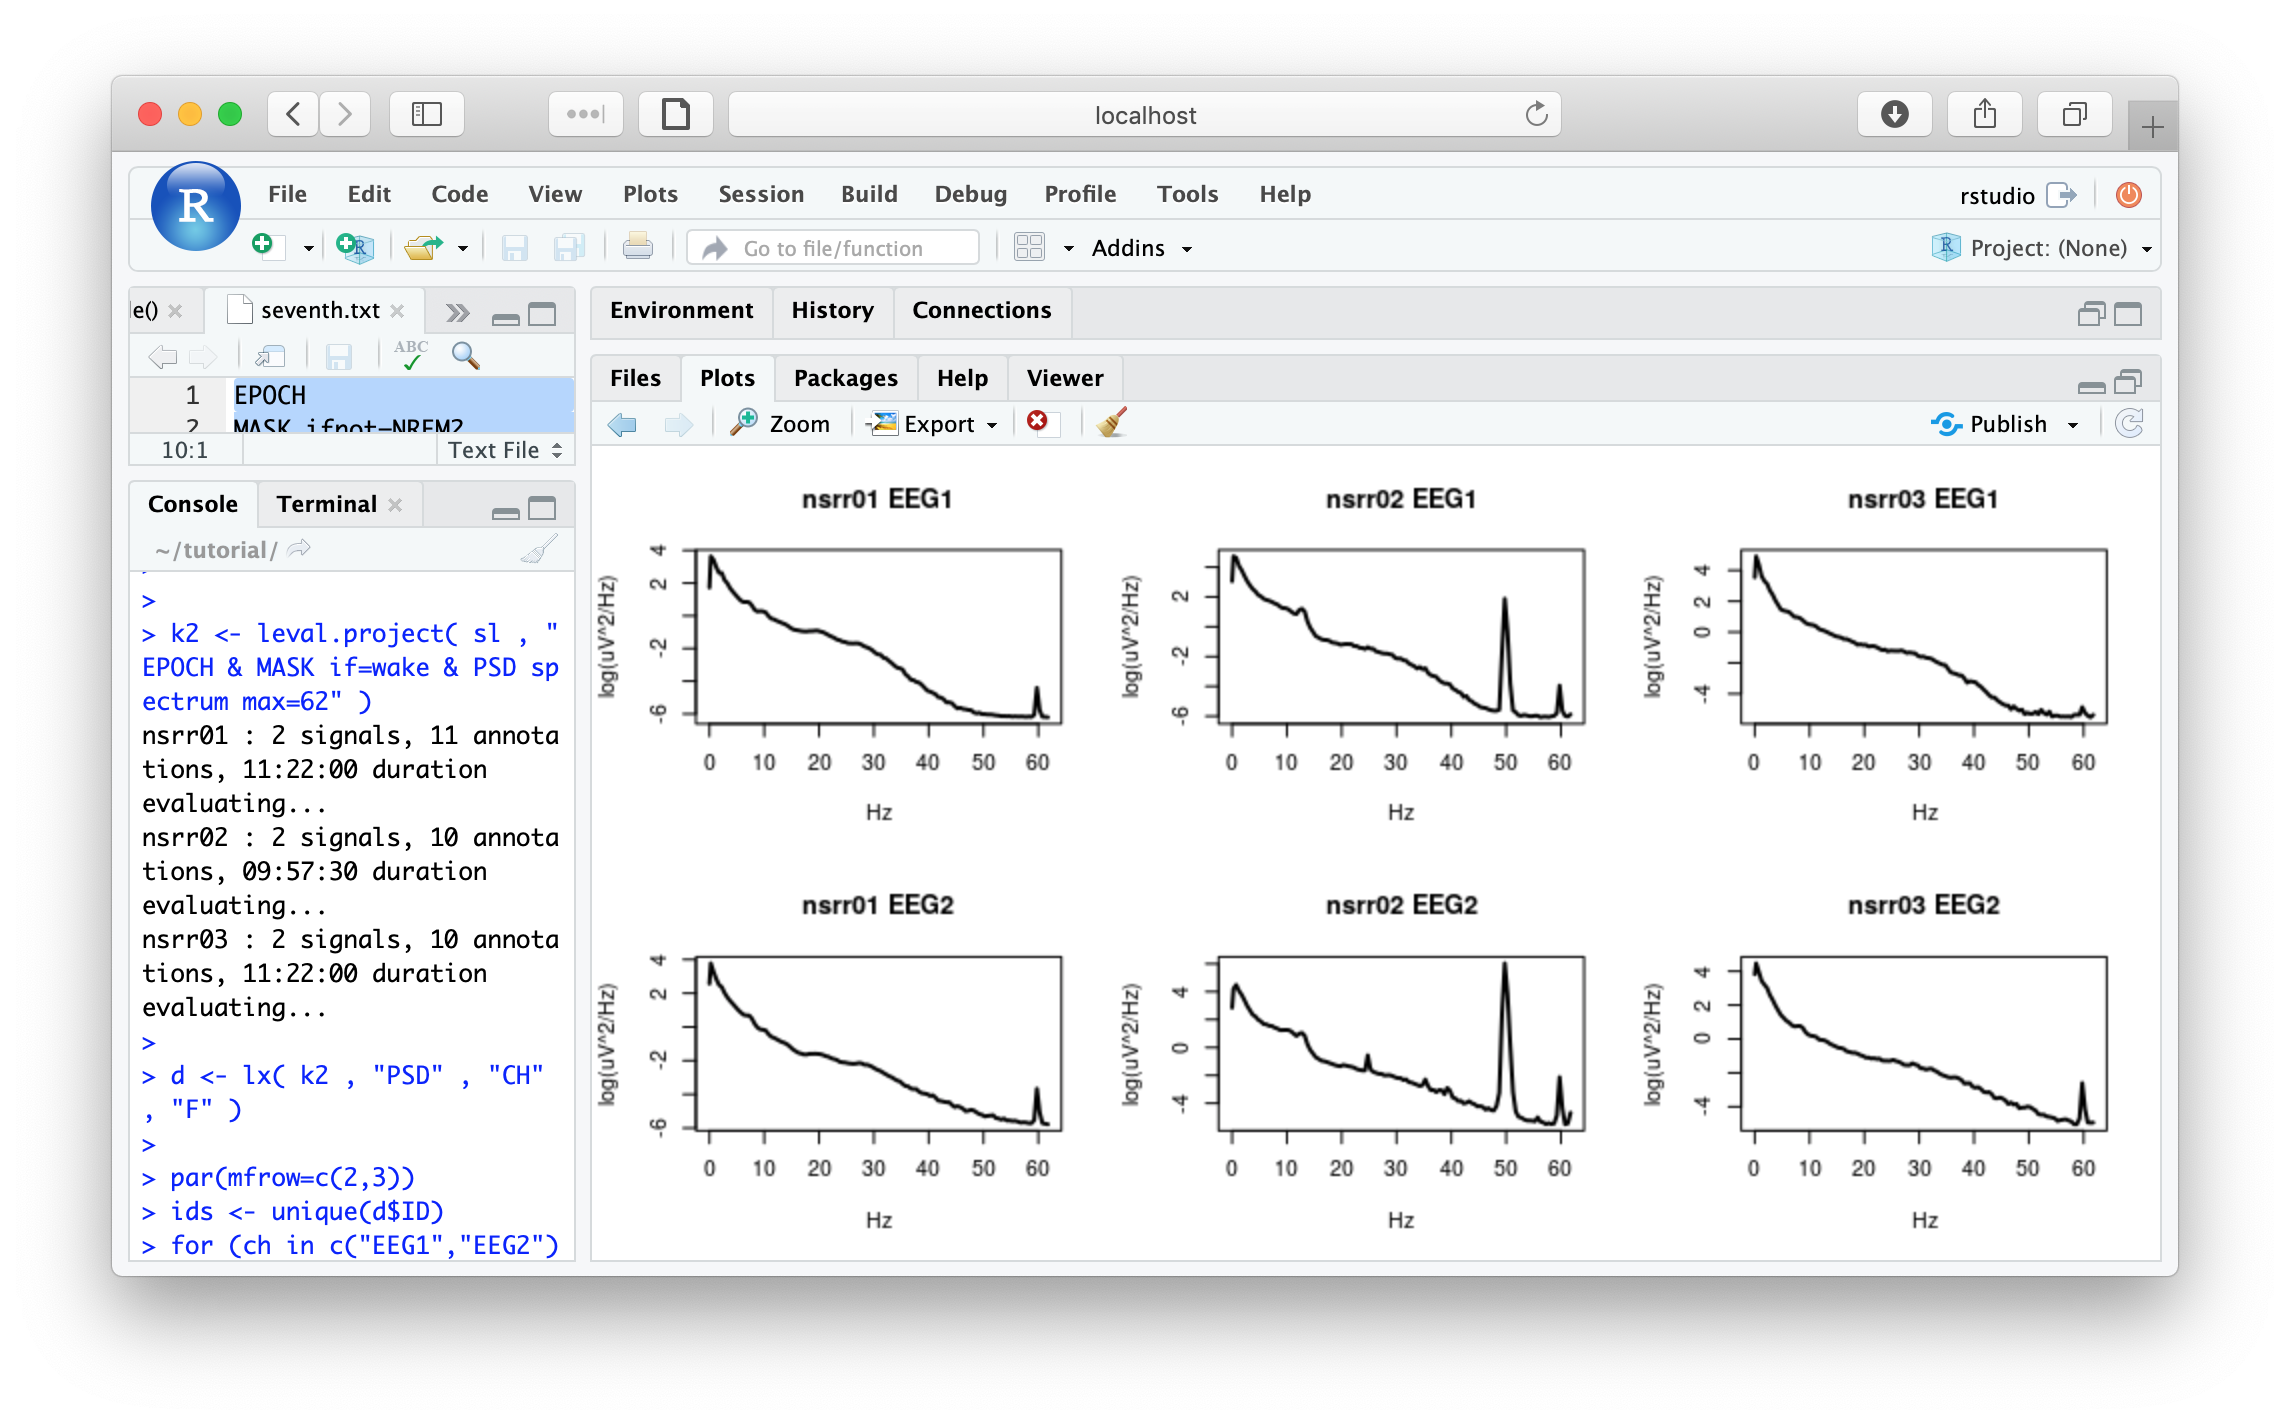 localhost
R
File Edit Code View Plots Session Build Debug Profile Tools Help
rstudio
Go to file/function
Addins
Project: (None)
le()
seventh.txt
ABC
1 EPOCH
2 MASK ifnot=NREM2
10:1
Text File
Console
Terminal
~/tutorial/
>
> k2 <- leval.project( sl , "
EPOCH & MASK if=wake & PSD sp
ectrum max=62" )
nsrr01 : 2 signals, 11 annota
tions, 11:22:00 duration
evaluating...
nsrr02 : 2 signals, 10 annota
tions, 09:57:30 duration
evaluating...
nsrr03 : 2 signals, 10 annota
tions, 11:22:00 duration
evaluating...
>
> d <- lx( k2 , "PSD" , "CH"
, "F" )
>
> par(mfrow=c(2,3))
> ids <- unique(d$ID)
> for (ch in c("EEG1","EEG2")
Environment
History
Connections
Files
Plots
Packages
Help
Viewer
Zoom
Export
Publish
nsrr01 EEG1
log(uV^2/Hz)
4
2
-2
-6
0 10 20 30 40 50 60
Hz
nsrr02 EEG1
log(uV^2/Hz)
2
-2
-6
0 10 20 30 40 50 60
Hz
nsrr03 EEG1
log(uV^2/Hz)
4
2
0
-4
0 10 20 30 40 50 60
Hz
nsrr01 EEG2
log(uV^2/Hz)
4
2
-2
-6
0 10 20 30 40 50 60
Hz
nsrr02 EEG2
log(uV^2/Hz)
4
0
-4
0 10 20 30 40 50 60
Hz
nsrr03 EEG2
log(uV^2/Hz)
4
2
0
-4
0 10 20 30 40 50 60
Hz